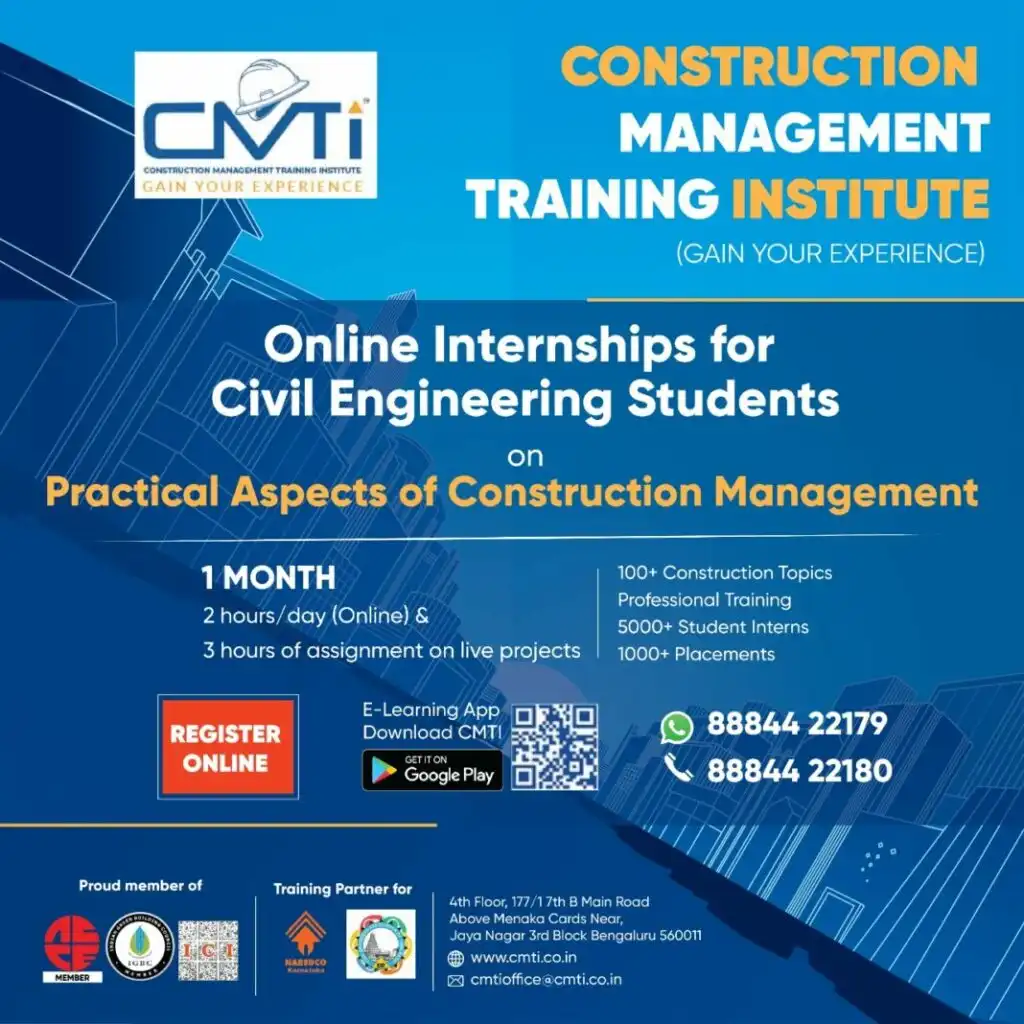 CMTi
CONSTRUCTION MANAGEMENT TRAINING INSTITUTE
GAIN YOUR EXPERIENCE
CONSTRUCTION
MANAGEMENT
TRAINING INSTITUTE
(GAIN YOUR EXPERIENCE)
Online Internships for
Civil Engineering Students
on
Practical Aspects of Construction Management
1 MONTH
2 hours/day (Online) &
3 hours of assignment on live projects
100+ Construction Topics
Professional Training
5000+ Student Interns
1000+ Placements
REGISTER
ONLINE
E-Learning App
Download CMTI
GET IT ON
Google Play
88844 22179
88844 22180
Proud member of
MEMBER
INDIAN GREEN BUILDING COUNCIL
IGBC
MEMBER
ICI
Training Partner for
NAREDCO
Karnataka
4th Floor, 177/1 7th B Main Road
Above Menaka Cards Near,
Jaya Nagar 3rd Block Bengaluru 560011
www.cmti.co.in
cmtioffice@cmti.co.in